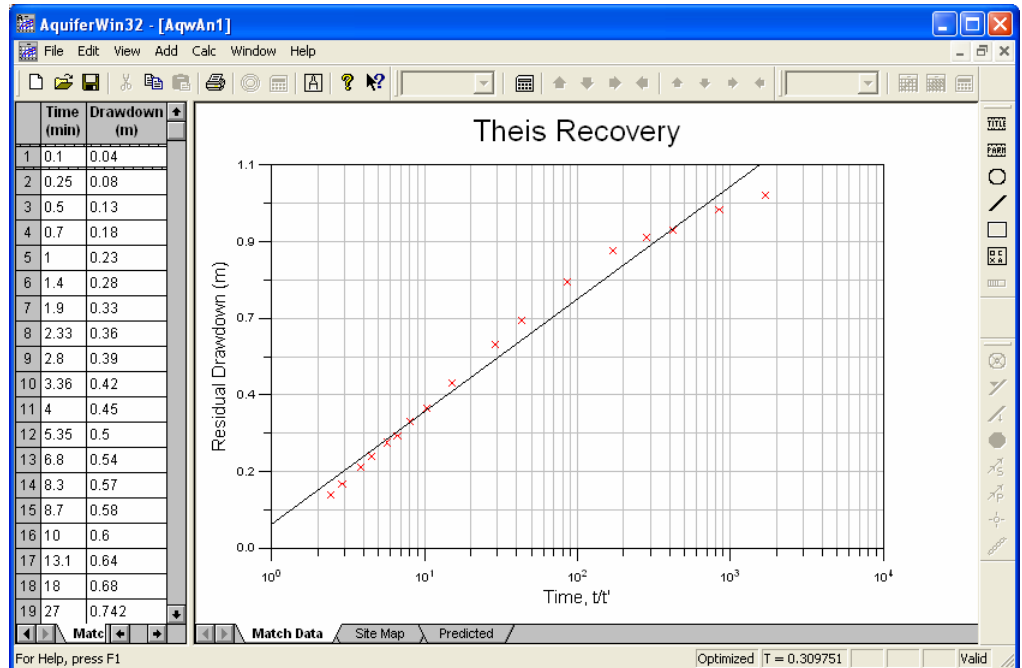 AquiferWin32 - [AqwAn1]
File Edit View Add Calc Window Help
Time (min) Drawdown (m)
1 0.1 0.04
2 0.25 0.08
3 0.5 0.13
4 0.7 0.18
5 1 0.23
6 1.4 0.28
7 1.9 0.33
8 2.33 0.36
9 2.8 0.39
10 3.36 0.42
11 4 0.45
12 5.35 0.5
13 6.8 0.54
14 8.3 0.57
15 8.7 0.58
16 10 0.6
17 13.1 0.64
18 18 0.68
19 27 0.742
Matc
Theis Recovery
Residual Drawdown (m)
1.1
0.9
0.7
0.4
0.2
0.0
10⁰ 10¹ 10² 10³ 10⁴
Time, t/t'
TITLE
PARM
Match Data Site Map Predicted
For Help, press F1 Optimized T = 0.309751 Valid